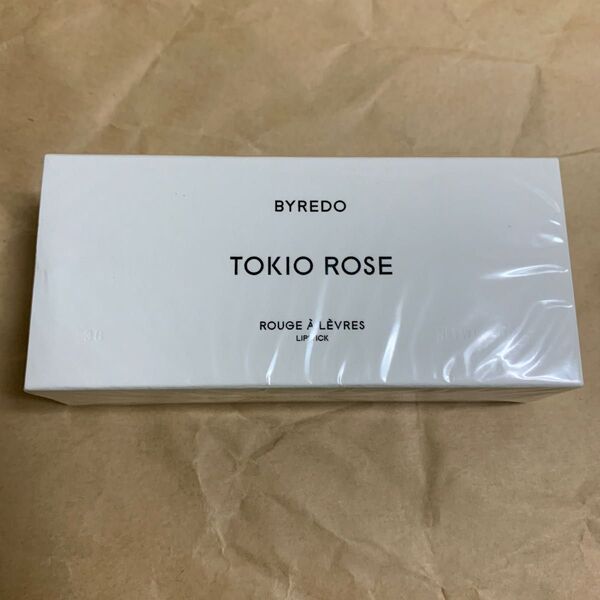 BYREDO
TOKIO ROSE
ROUGE À LÈVRES
LIPSTICK